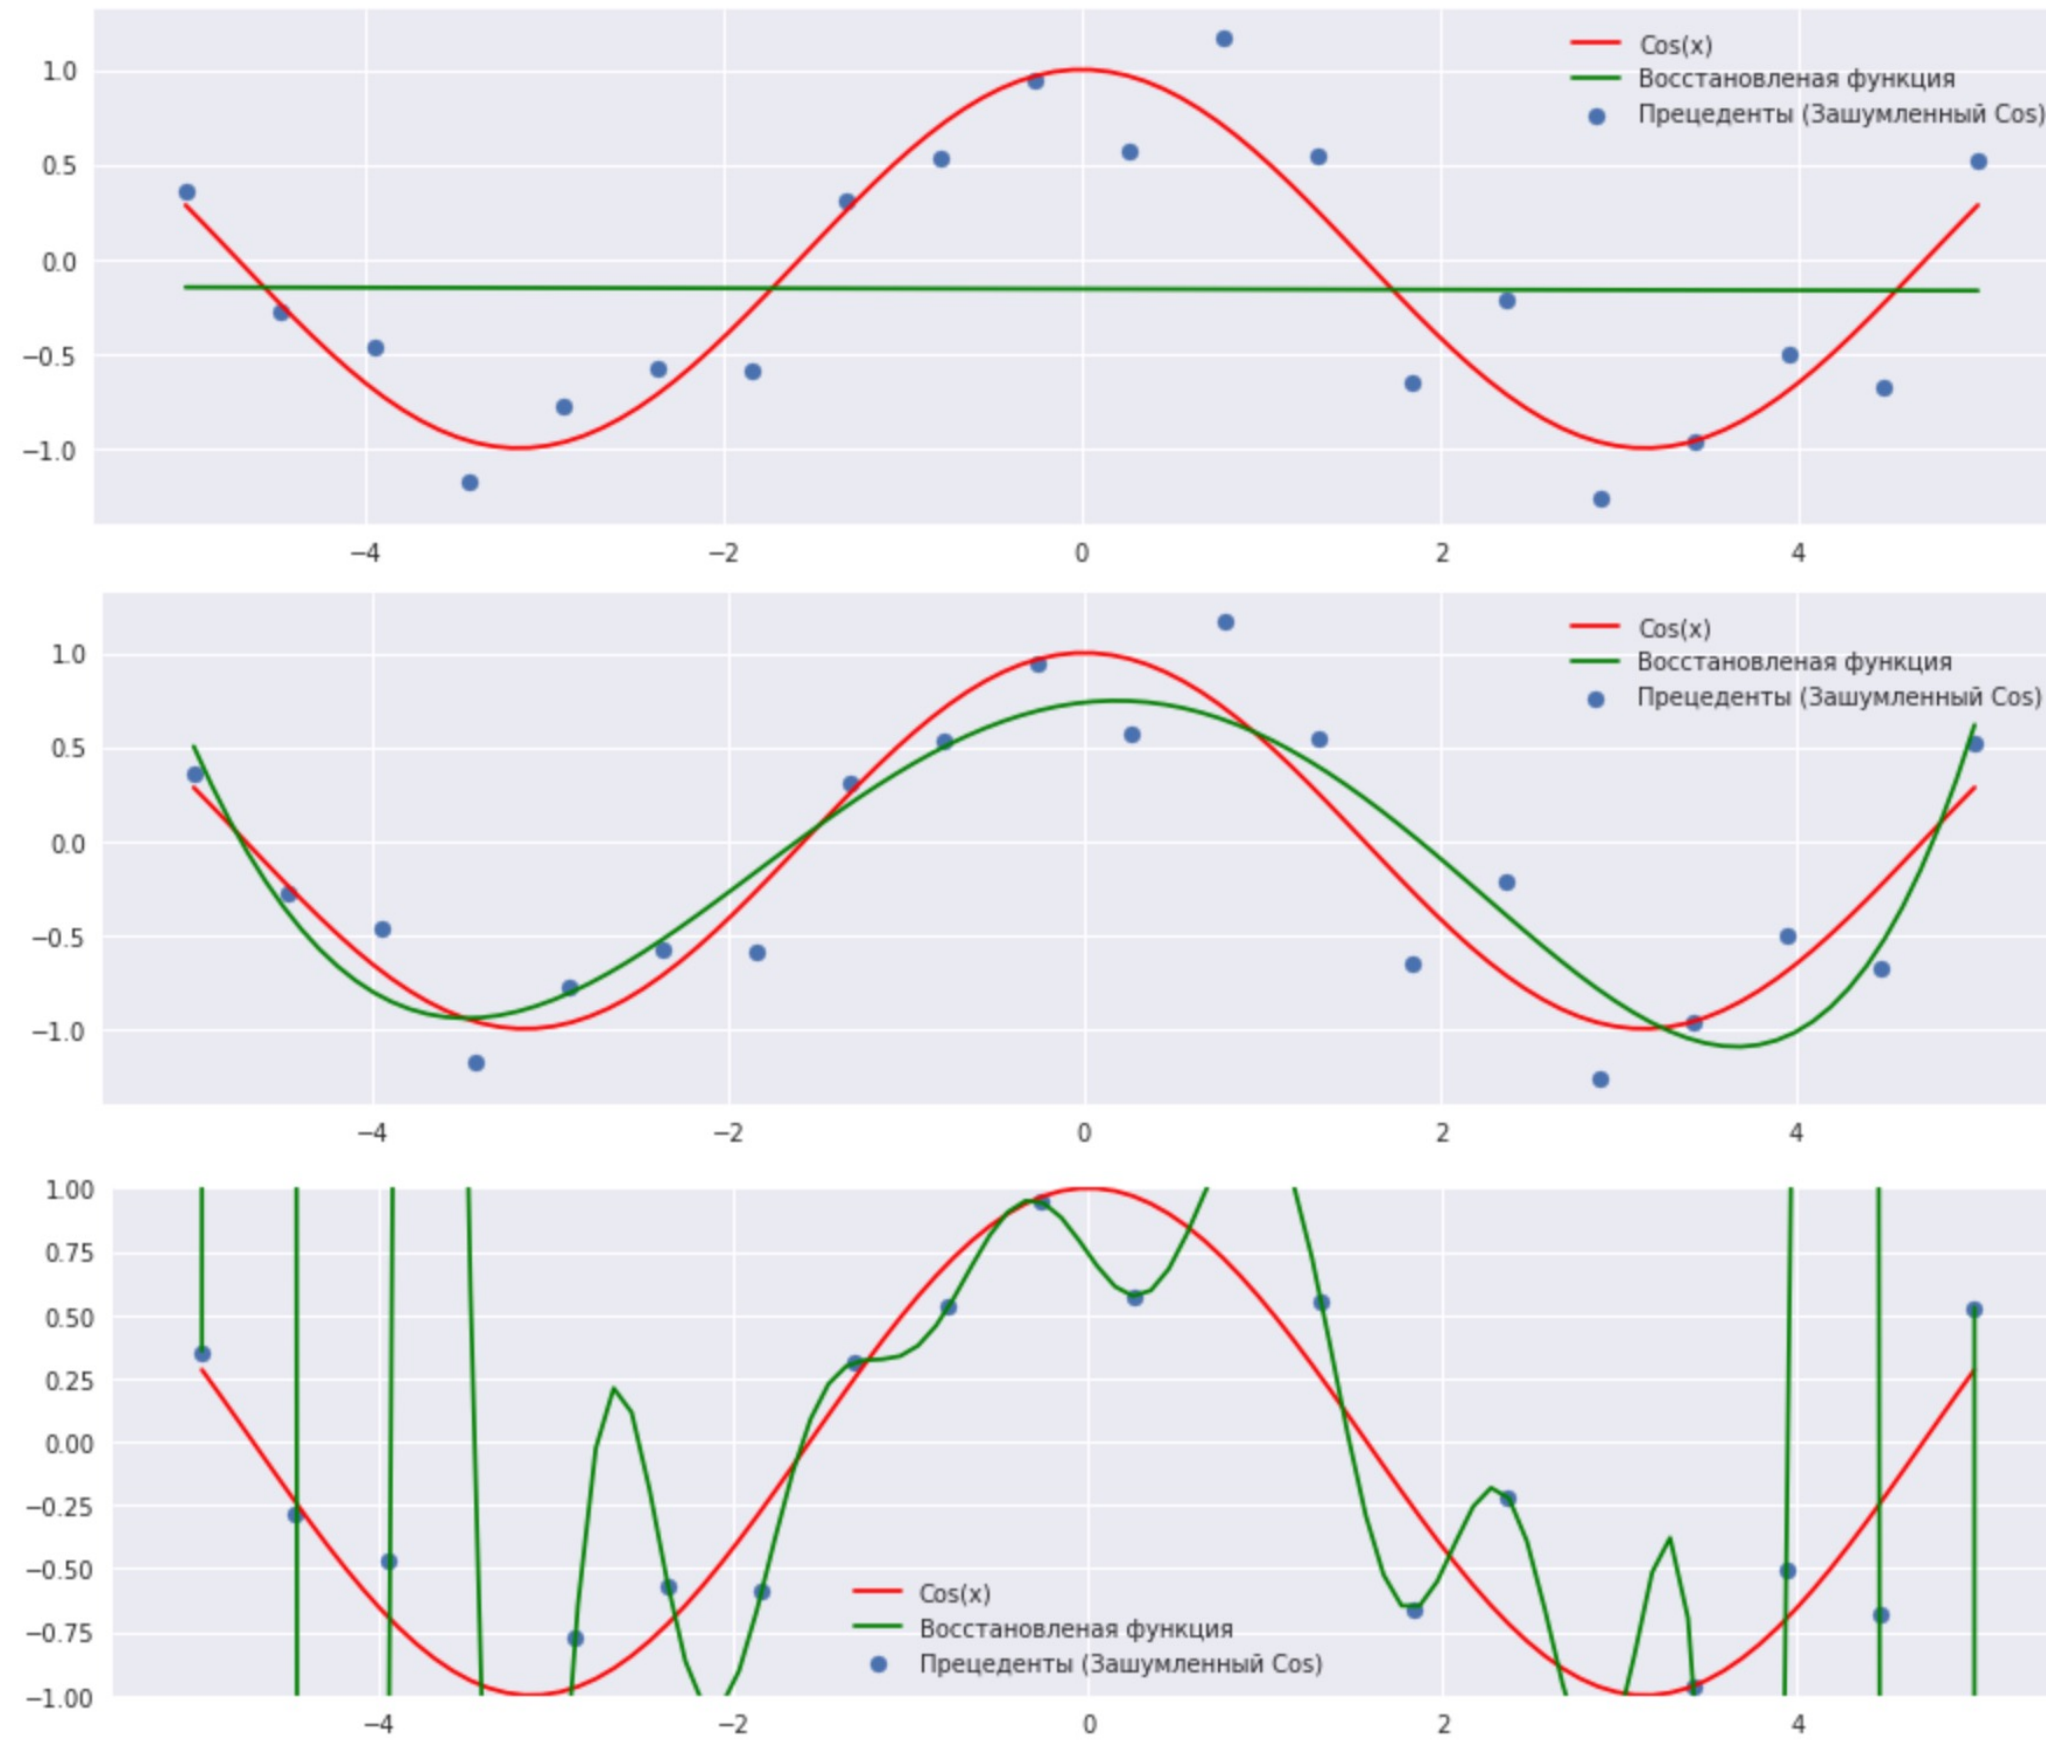 Cos(x)
Восстановленая функция
Прецеденты (Зашумленный Cos)
1.0
0.5
0.0
−0.5
−1.0
−4 −2 0 2 4
Cos(x)
Восстановленая функция
Прецеденты (Зашумленный Cos)
1.0
0.5
0.0
−0.5
−1.0
−4 −2 0 2 4
1.00
0.75
0.50
0.25
0.00
−0.25
−0.50
−0.75
−1.00
Cos(x)
Восстановленая функция
Прецеденты (Зашумленный Cos)
−4 −2 0 2 4